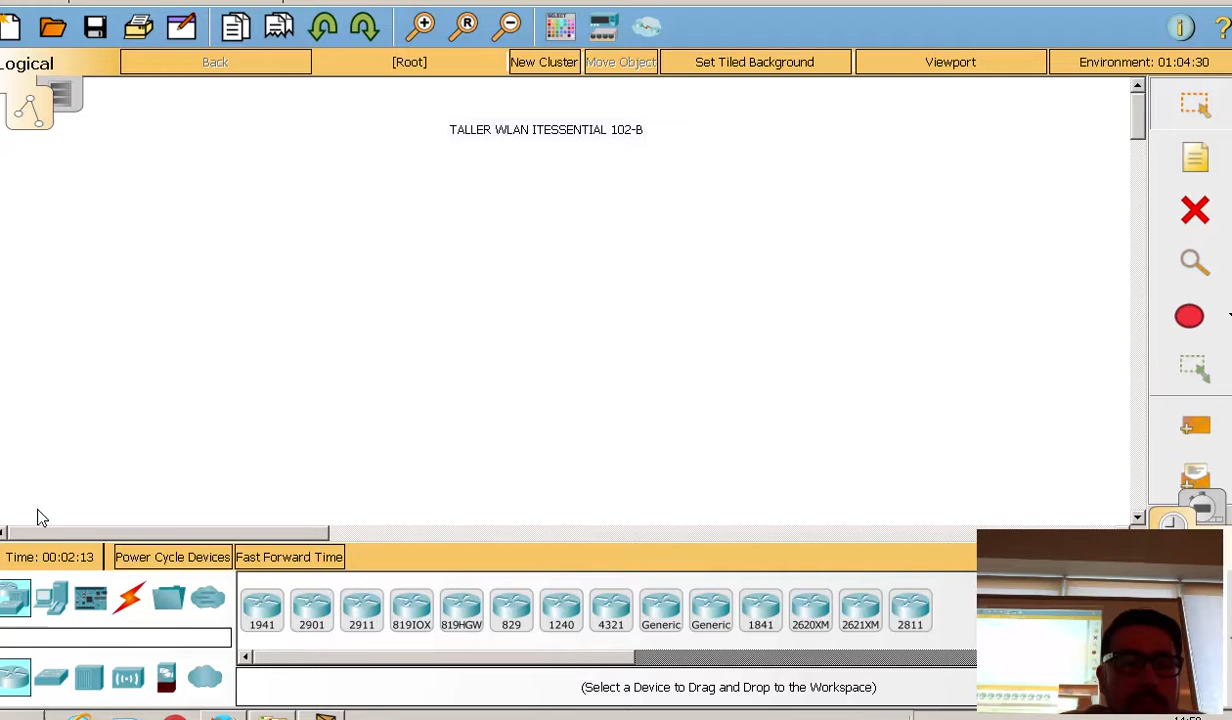 SELECT
ogical
Back
[Root]
New Cluster
Move Object
Set Tiled Background
Viewport
Environment: 01:04:30
TALLER WLAN ITESSENTIAL 102-B
Time: 00:02:13
Power Cycle Devices
Fast Forward Time
1941
2901
2911
819IOX
819HGW
829
1240
4321
Generic
Generic
1841
2620XM
2621XM
2811
(Select a Device to Drag and Drop to the Workspace)